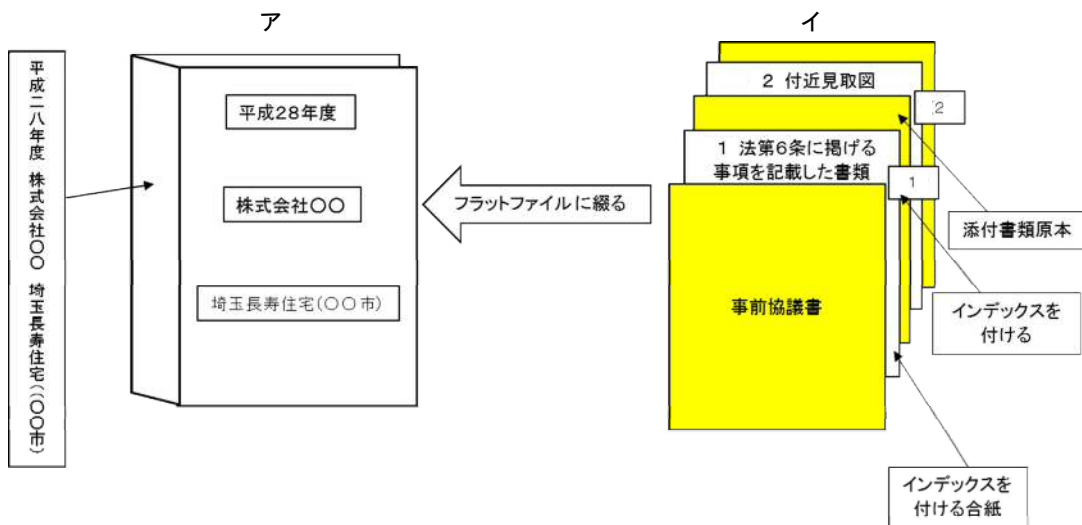 ア
イ
平成二八年度 株式会社〇〇 埼玉長寿住宅(〇〇市)
平成28年度
株式会社〇〇
埼玉長寿住宅(〇〇市)
フラットファイルに綴る
2 付近見取図
2
1 法第6条に掲げる
事項を記載した書類
1
事前協議書
添付書類原本
インデックスを
付ける
インデックスを
付ける合紙